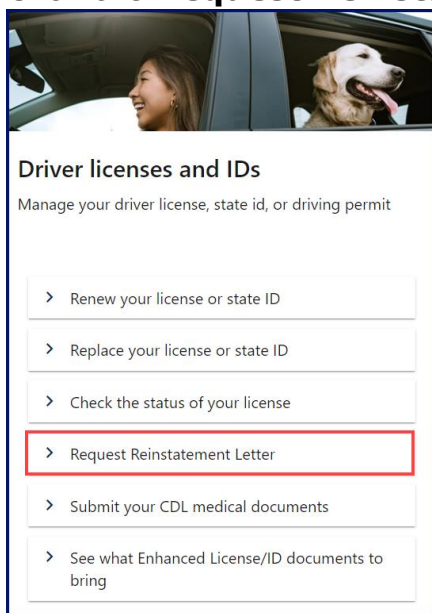 Driver licenses and IDs
Manage your driver license, state id, or driving permit
Renew your license or state ID
Replace your license or state ID
Check the status of your license
Request Reinstatement Letter
Submit your CDL medical documents
See what Enhanced License/ID documents to
bring